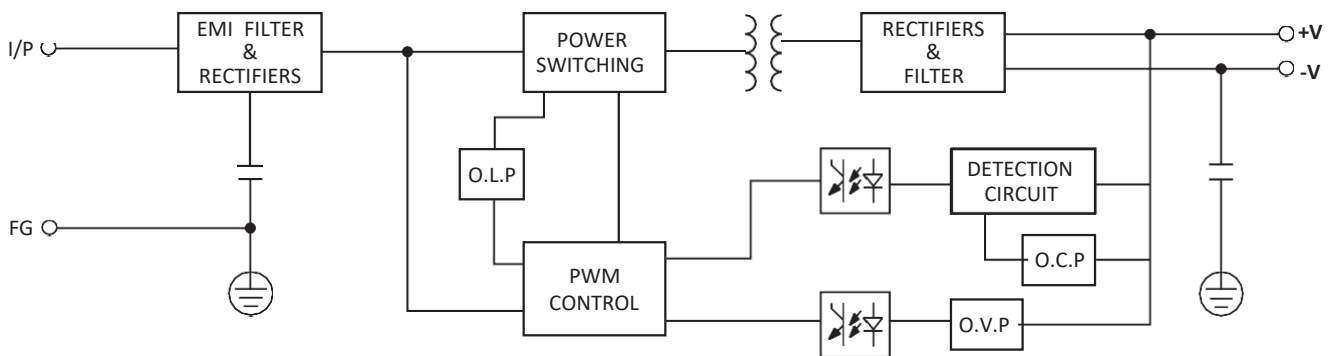 I/P
EMI FILTER
&
RECTIFIERS
POWER
SWITCHING
RECTIFIERS
&
FILTER
+V
-V
O.L.P
DETECTION
CIRCUIT
FG
O.C.P
PWM
CONTROL
O.V.P